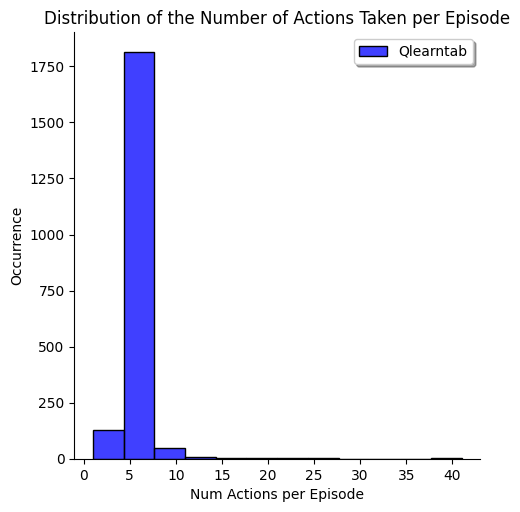 Distribution of the Number of Actions Taken per Episode
Qlearntab
1750
1500
1250
1000
750
500
250
0
Occurrence
0 5 10 15 20 25 30 35 40
Num Actions per Episode